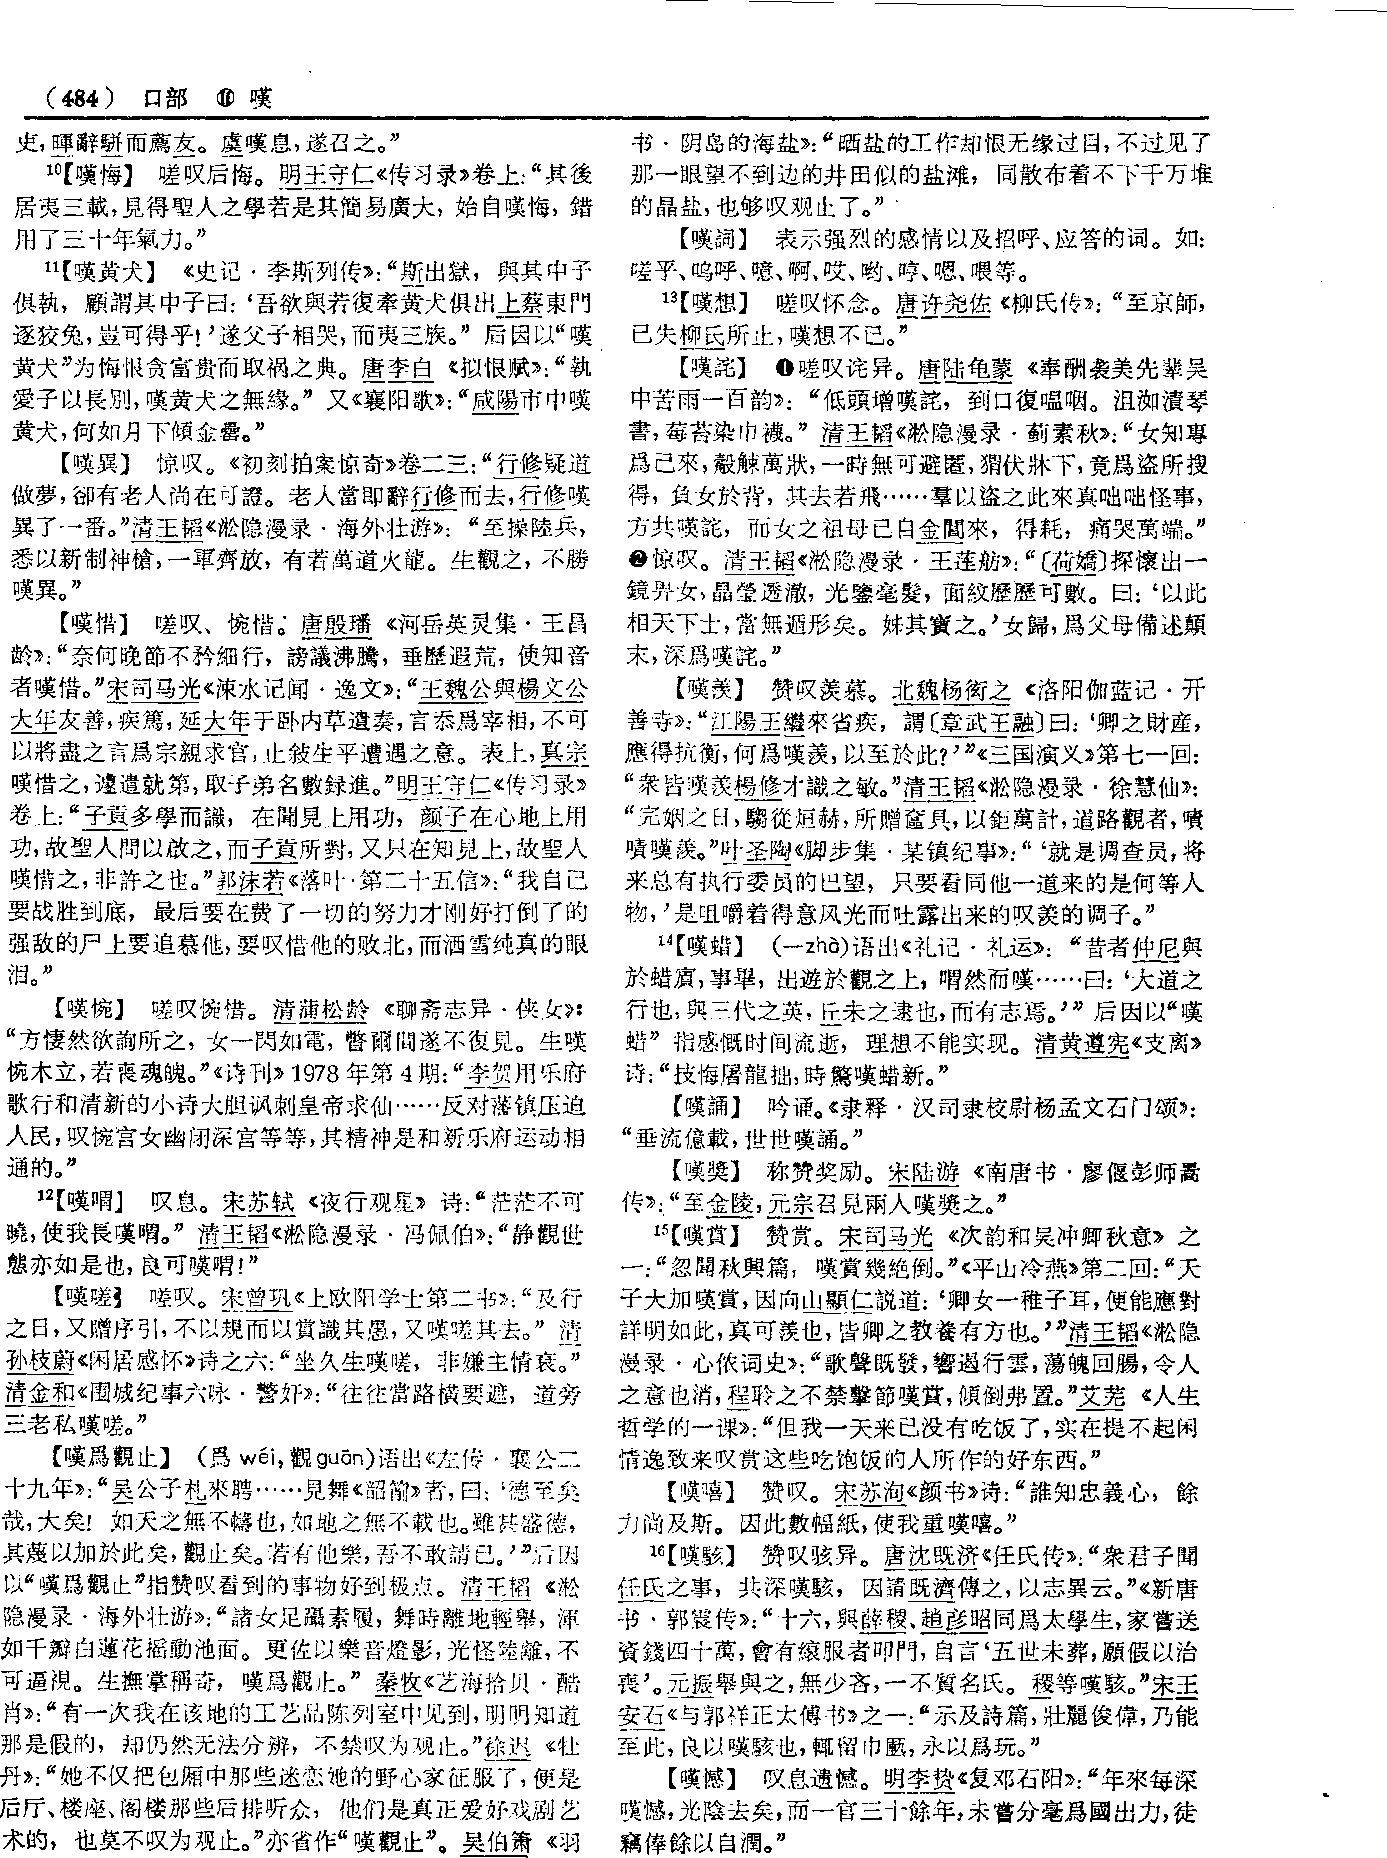 （484） 口部 ⑪ 嘆
史，暉辭駢而薦友。虞嘆息，遂召之。”
10【嘆悔】 嗟叹后悔。明王守仁《传习录》卷上：“其後
居夷三載，見得聖人之學若是其簡易廣大，始自嘆悔，錯
用了三十年氣力。”
11【嘆黃犬】 《史记·李斯列传》：“斯出獄，與其中子
俱執，顧謂其中子曰：‘吾欲與若復牽黄犬俱出上蔡東門
逐狡兔，豈可得乎！’遂父子相哭，而夷三族。” 后因以“嘆
黄犬”为悔恨贪富贵而取祸之典。唐李白《拟恨赋》：“執
愛子以長別，嘆黄犬之無緣。” 又《襄阳歌》：“咸陽市中嘆
黄犬，何如月下傾金罍。”
【嘆異】 惊叹。《初刻拍案惊奇》卷二三：“行修疑道
做夢，卻有老人尚在可證。老人當即辭行修而去，行修嘆
異了一番。”清王韬《淞隐漫录·海外壮游》：“至操陸兵，
悉以新制神槍，一軍齊放，有若萬道火龍。生觀之，不勝
嘆異。”
【嘆惜】 嗟叹、惋惜。唐殷璠《河岳英灵集·王昌
龄》：“奈何晚節不矜細行，謗議沸騰，垂歷遐荒，使知音
者嘆惜。”宋司马光《涑水记闻·逸文》：“王魏公與楊文公
大年友善，疾篤，延大年于卧内草遺奏，言忝爲宰相，不可
以將盡之言爲宗親求官，止敍生平遭遇之意。表上，真宗
嘆惜之，遽遣就第，取子弟名數録進。”明王守仁《传习录》
卷上：“子貢多學而識，在聞見上用功，颜子在心地上用
功，故聖人問以啟之，而子貢所對，又只在知見上，故聖人
嘆惜之，非許之也。”郭沫若《落叶·第二十五信》：“我自己
要战胜到底，最后要在费了一切的努力才刚好打倒了的
强敌的尸上要追慕他，要叹惜他的败北，而洒雪纯真的眼
泪。”
【嘆惋】 嗟叹惋惜。清蒲松龄《聊斋志异·侠女》：
“方悽然欲詢所之，女一閃如電，瞥爾間遂不復見。生嘆
惋木立，若喪魂魄。”《诗刊》1978年第4期：“李贺用乐府
歌行和清新的小诗大胆讽刺皇帝求仙……反对藩镇压迫
人民，叹惋宫女幽闭深宫等等，其精神是和新乐府运动相
通的。”
12【嘆喟】 叹息。宋苏轼《夜行观星》诗：“茫茫不可
曉，使我長嘆喟。” 清王韬《淞隐漫录·冯佩伯》：“静觀世
態亦如是也，良可嘆喟！”
【嘆嗟】 嗟叹。宋曾巩《上欧阳学士第二书》：“及行
之日，又贈序引，不以規而以賞識其愚，又嘆嗟其去。” 清
孙枝蔚《闲居感怀》诗之六：“坐久生嘆嗟，非嫌主情衰。”
清金和《围城纪事六咏·警奸》：“往往當路橫要遮，道旁
三老私嘆嗟。”
【嘆爲觀止】 （爲wéi，觀guān）语出《左传·襄公二
十九年》：“吴公子札來聘……見舞《韶箾》者，曰：‘德至矣
哉，大矣！如天之無不幬也，如地之無不載也。雖甚盛德，
其蔑以加於此矣，觀止矣。若有他樂，吾不敢請已。’”后因
以“嘆爲觀止”指赞叹看到的事物好到极点。清王韬《淞
隐漫录·海外壮游》：“諸女足躡素履，舞時離地輕舉，渾
如千瓣白蓮花摇動池面。更佐以樂音燈影，光怪陸離，不
可逼視。生撫掌稱奇，嘆爲觀止。” 秦牧《艺海拾贝·酷
肖》：“有一次我在该地的工艺品陈列室中见到，明明知道
那是假的，却仍然无法分辨，不禁叹为观止。”徐迟《牡
丹》：“她不仅把包厢中那些迷恋她的野心家征服了，便是
后厅、楼座、阁楼那些后排听众，他们是真正爱好戏剧艺
术的，也莫不叹为观止。”亦省作“嘆觀止”。吴伯箫《羽
书·阴岛的海盐》：“晒盐的工作却恨无缘过目，不过见了
那一眼望不到边的井田似的盐滩，同散布着不下千万堆
的晶盐，也够叹观止了。”
【嘆詞】 表示强烈的感情以及招呼、应答的词。如：
嗟乎、呜呼、噫、啊、哎、哟、哼、嗯、喂等。
13【嘆想】 嗟叹怀念。唐许尧佐《柳氏传》：“至京師，
已失柳氏所止，嘆想不已。”
【嘆詫】 ❶嗟叹诧异。唐陆龟蒙《奉酬袭美先辈吴
中苦雨一百韵》：“低頭增嘆詫，到口復嗢咽。沮洳漬琴
書，莓苔染巾襪。” 清王韬《淞隐漫录·蓟素秋》：“女知專
爲己來，觳觫萬狀，一時無可避匿，猬伏牀下，竟爲盜所搜
得，負女於背，其去若飛……羣以盜之此來真咄咄怪事，
方共嘆詫，而女之祖母已自金閶來，得耗，痛哭萬端。”
❷惊叹。清王韬《淞隐漫录·王莲舫》：“〔荷嬌〕探懷出一
鏡畀女，晶瑩透澈，光鑒毫髮，面紋歷歷可數。曰：‘以此
相天下士，當無遁形矣。妹其寶之。’女歸，爲父母備述顛
末，深爲嘆詫。”
【嘆羨】 赞叹羡慕。北魏杨衒之《洛阳伽蓝记·开
善寺》：“江陽王繼來省疾，謂〔章武王融〕曰：‘卿之財産，
應得抗衡，何爲嘆羨，以至於此？’”《三国演义》第七一回：
“衆皆嘆羨楊修才識之敏。”清王韬《淞隐漫录·徐慧仙》：
“完姻之日，騶從烜赫，所贈奩具，以鉅萬計，道路觀者，嘖
嘖嘆羨。”叶圣陶《脚步集·某镇纪事》：“‘就是调查员，将
来总有执行委员的巴望，只要看同他一道来的是何等人
物，’是咀嚼着得意风光而吐露出来的叹羡的调子。”
14【嘆蜡】 （—zhà）语出《礼记·礼运》：“昔者仲尼與
於蜡賓，事畢，出遊於觀之上，喟然而嘆……曰：‘大道之
行也，與三代之英，丘未之逮也，而有志焉。’” 后因以“嘆
蜡” 指感慨时间流逝，理想不能实现。清黄遵宪《支离》
诗：“技悔屠龍拙，時驚嘆蜡新。”
【嘆誦】 吟诵。《隶释·汉司隶校尉杨孟文石门颂》：
“垂流億載，世世嘆誦。”
【嘆奬】 称赞奖励。宋陆游《南唐书·廖偃彭师暠
传》：“至金陵，元宗召見兩人嘆奬之。”
15【嘆賞】 赞赏。宋司马光《次韵和吴冲卿秋意》之
一：“忽聞秋興篇，嘆賞幾絶倒。”《平山冷燕》第二回：“天
子大加嘆賞，因向山顯仁説道：‘卿女一稚子耳，便能應對
詳明如此，真可羡也，皆卿之教養有方也。’”清王韬《淞隐
漫录·心侬词史》：“歌聲既發，響遏行雲，蕩魄回腸，令人
之意也消，程聆之不禁擊節嘆賞，傾倒弗置。”艾芜《人生
哲学的一课》：“但我一天来已没有吃饭了，实在提不起闲
情逸致来叹赏这些吃饱饭的人所作的好东西。”
【嘆嘻】 赞叹。宋苏洵《颜书》诗：“誰知忠義心，餘
力尚及斯。因此數幅紙，使我重嘆嘻。”
16【嘆駭】 赞叹骇异。唐沈既济《任氏传》：“衆君子聞
任氏之事，共深嘆駭，因請既濟傳之，以志異云。”《新唐
书·郭震传》：“十六，與薛稷、趙彦昭同爲太學生，家嘗送
資錢四十萬，會有縗服者叩門，自言‘五世未葬，願假以治
喪’。元振舉與之，無少吝，一不質名氏。稷等嘆駭。”宋王
安石《与郭祥正太博书》之一：“示及詩篇，壯麗俊偉，乃能
至此，良以嘆駭也，輒留巾匭，永以爲玩。”
【嘆憾】 叹息遗憾。明李贽《复邓石阳》：“年來每深
嘆憾，光陰去矣，而一官三十餘年，未嘗分毫爲國出力，徒
竊俸餘以自潤。”